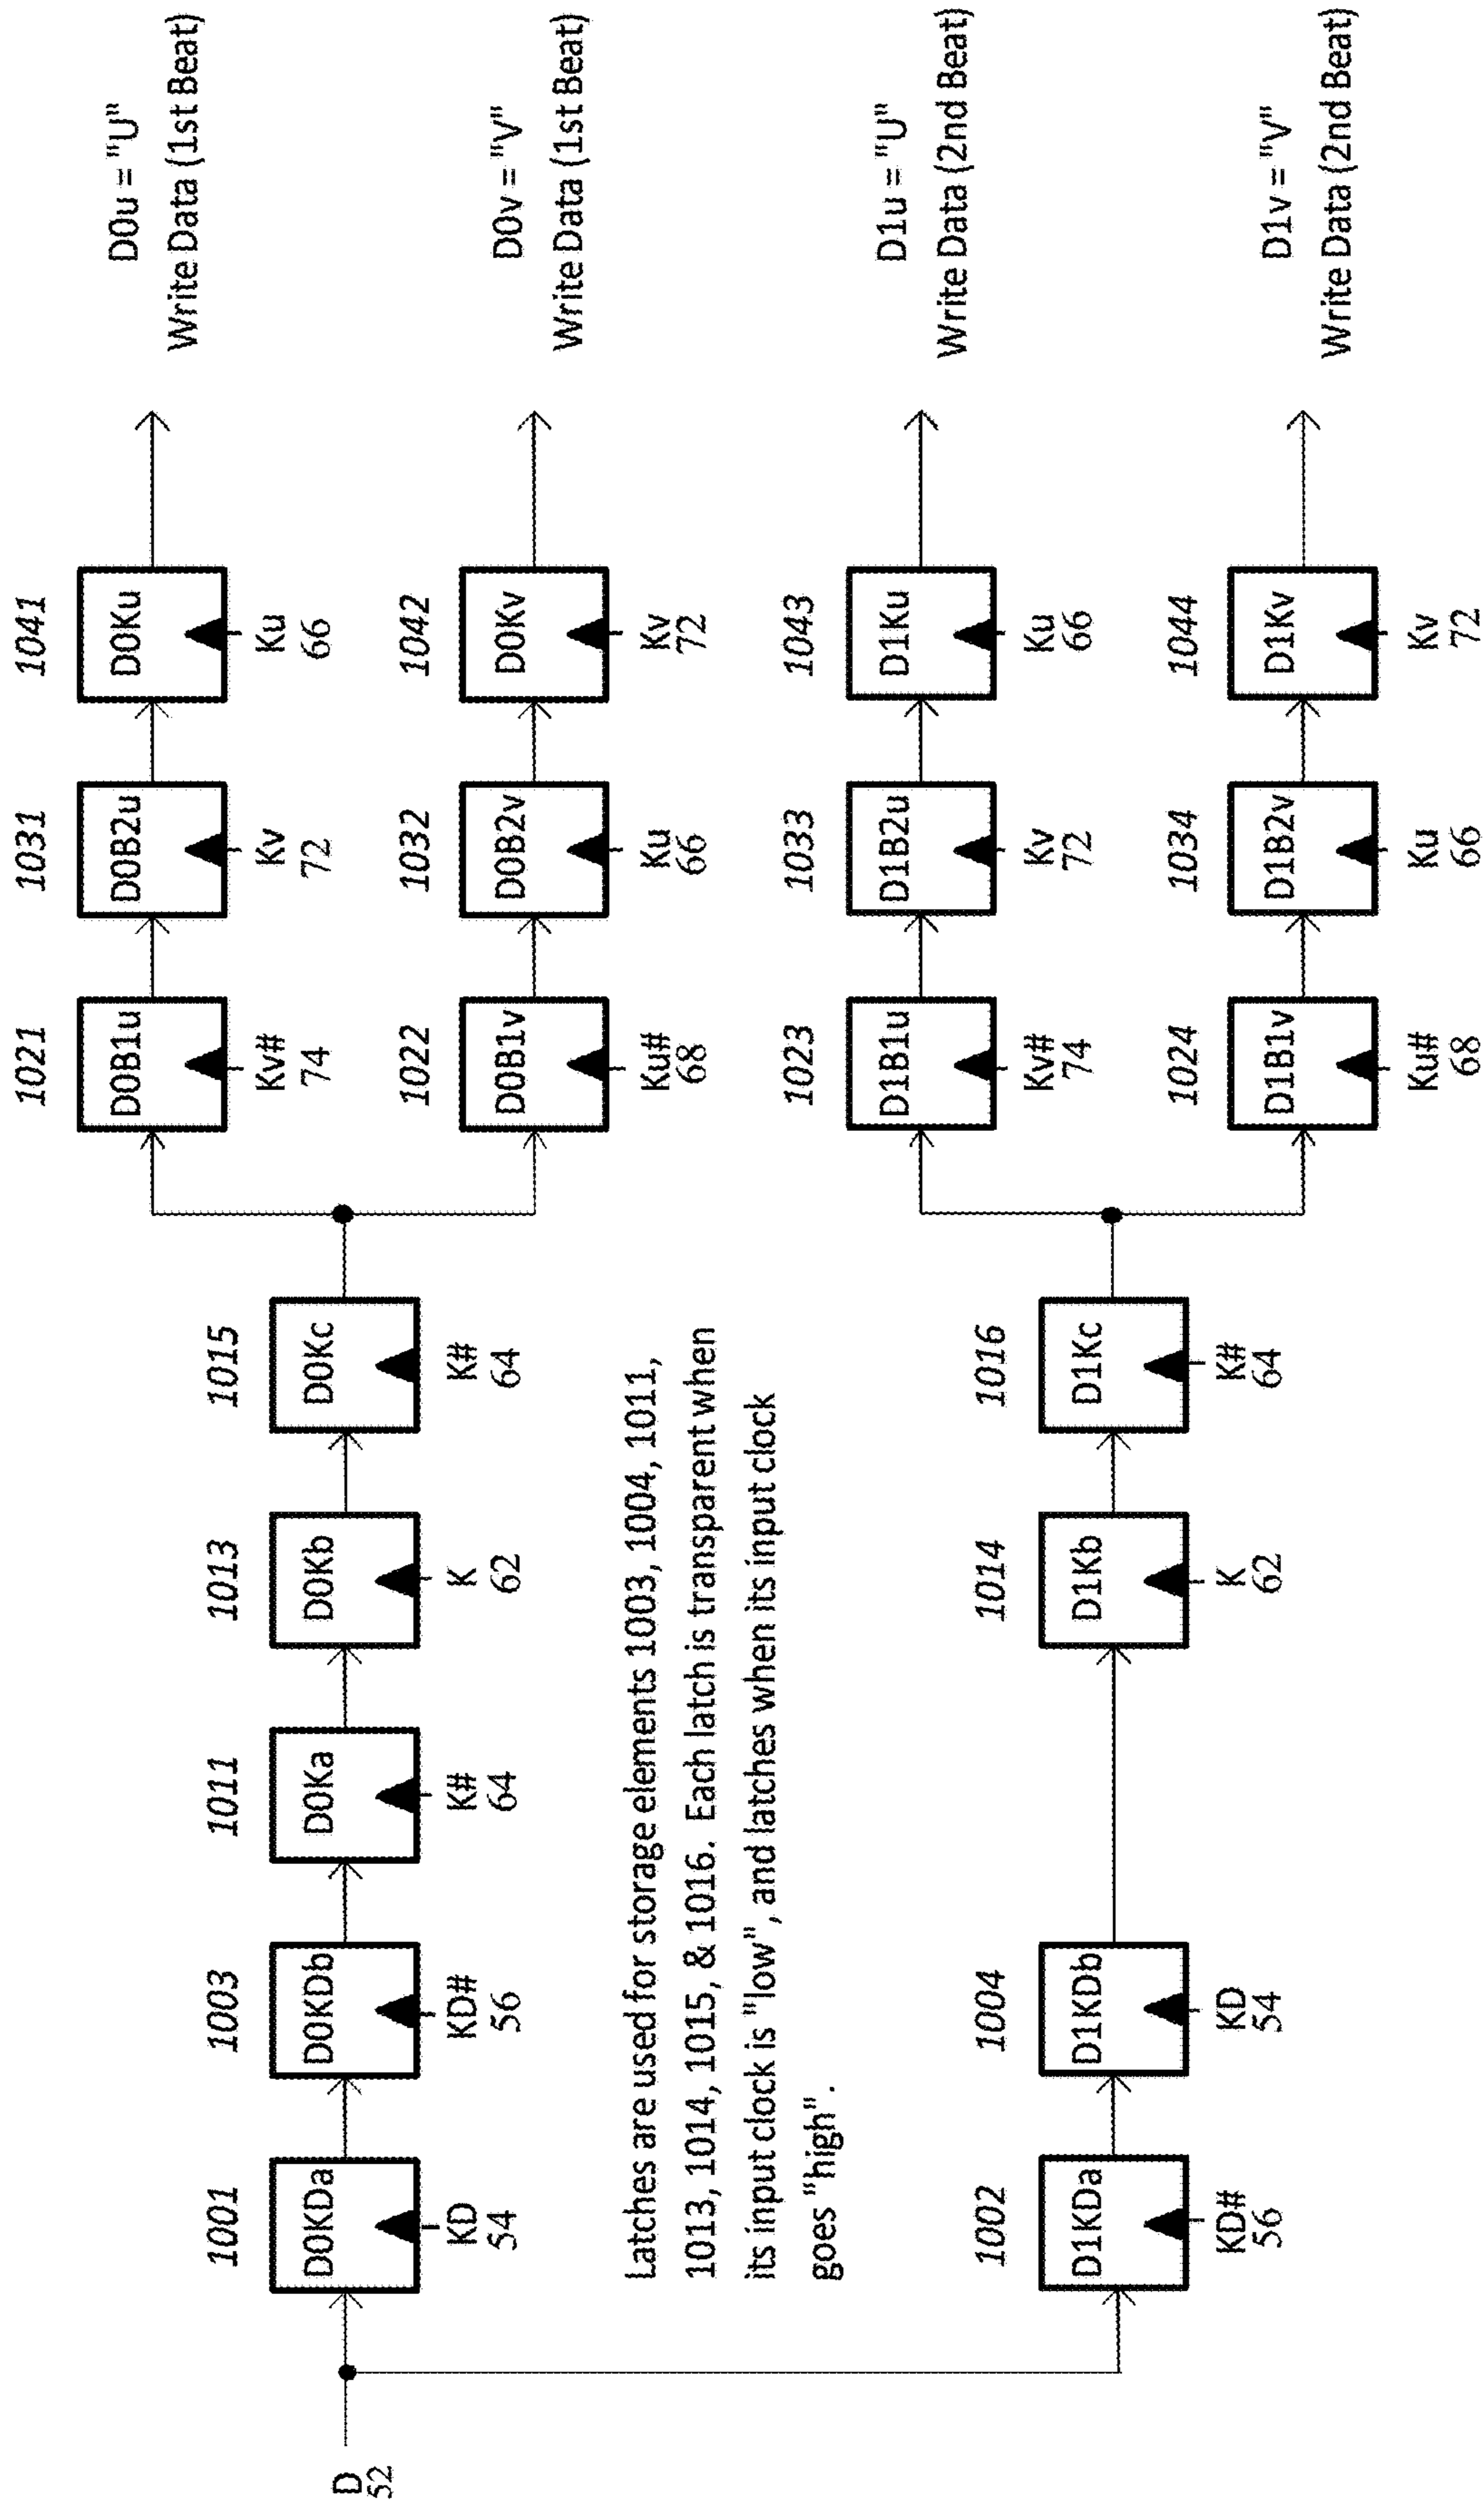 D
52
1001
D0KDa
KD
54
1003
D0KDb
KD#
56
1011
D0Ka
K#
64
1013
D0Kb
K
62
1015
D0Kc
K#
64
1021
D0B1u
Kv#
74
1031
D0B2u
Kv
72
1041
D0Ku
Ku
66
D0u = "U"
Write Data (1st Beat)
1022
D0B1v
Ku#
68
1032
D0B2v
Ku
66
1042
D0Kv
Kv
72
D0v = "V"
Write Data (1st Beat)
Latches are used for storage elements 1003, 1004, 1011,
1013, 1014, 1015, & 1016. Each latch is transparent when
its input clock is "low", and latches when its input clock
goes "high".
1002
D1KDa
KD#
56
1004
D1KDb
KD
54
1014
D1Kb
K
62
1016
D1Kc
K#
64
1023
D1B1u
Kv#
74
1033
D1B2u
Kv
72
1043
D1Ku
Ku
66
D1u = "U"
Write Data (2nd Beat)
1024
D1B1v
Ku#
68
1034
D1B2v
Ku
66
1044
D1Kv
Kv
72
D1v = "V"
Write Data (2nd Beat)